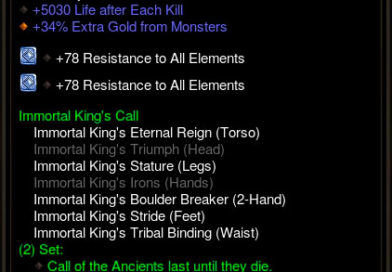 +5030 Life after Each Kill
+34% Extra Gold from Monsters
+78 Resistance to All Elements
+78 Resistance to All Elements
Immortal King's Call
Immortal King's Eternal Reign (Torso)
Immortal King's Triumph (Head)
Immortal King's Stature (Legs)
Immortal King's Irons (Hands)
Immortal King's Boulder Breaker (2-Hand)
Immortal King's Stride (Feet)
Immortal King's Tribal Binding (Waist)
(2) Set:
Call of the Ancients last until they die.